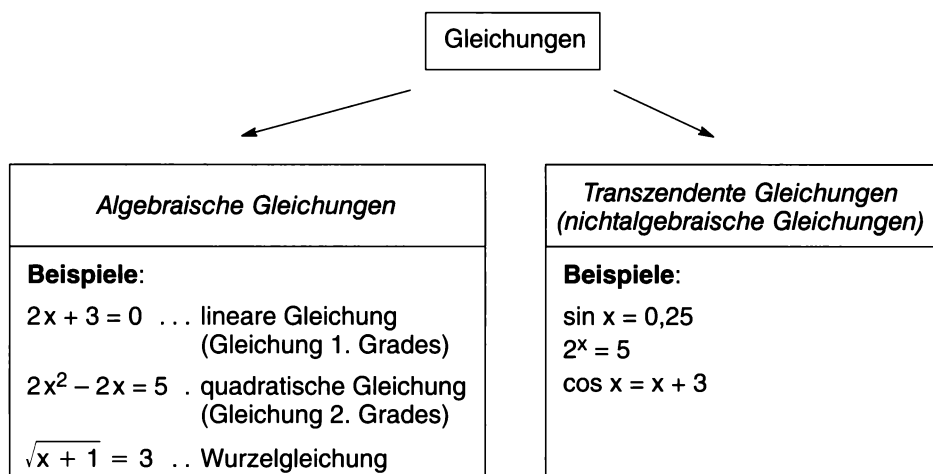 Gleichungen
Algebraische Gleichungen
Beispiele:
2x + 3 = 0 ... lineare Gleichung
(Gleichung 1. Grades)
2x² − 2x = 5 . quadratische Gleichung
(Gleichung 2. Grades)
√(x + 1) = 3 .. Wurzelgleichung
Transzendente Gleichungen
(nichtalgebraische Gleichungen)
Beispiele:
sin x = 0,25
2ˣ = 5
cos x = x + 3